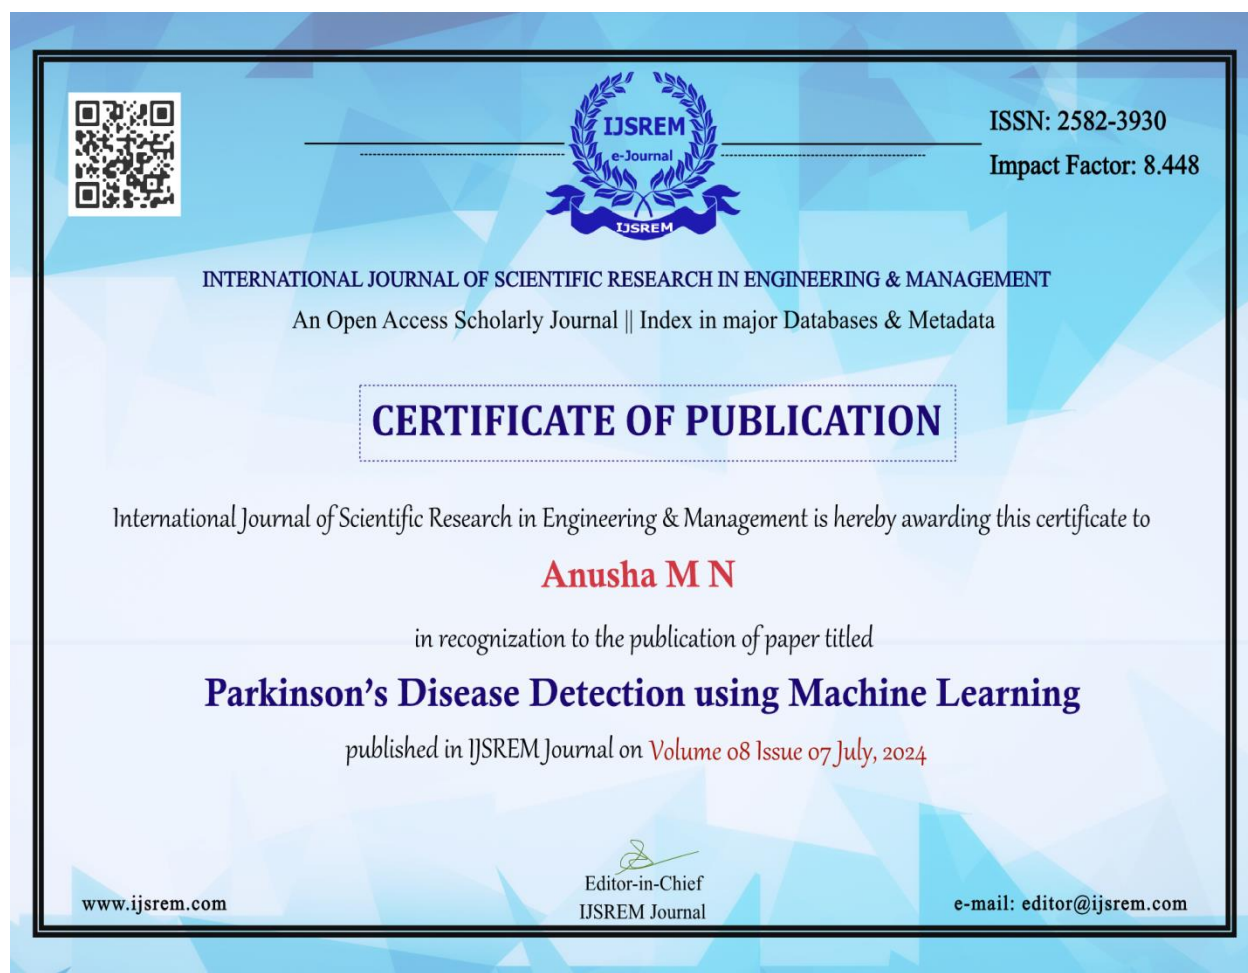 IJSREM
e-Journal
IJSREM
ISSN: 2582-3930
Impact Factor: 8.448
INTERNATIONAL JOURNAL OF SCIENTIFIC RESEARCH IN ENGINEERING & MANAGEMENT
An Open Access Scholarly Journal || Index in major Databases & Metadata
CERTIFICATE OF PUBLICATION
International Journal of Scientific Research in Engineering & Management is hereby awarding this certificate to
Anusha M N
in recognization to the publication of paper titled
Parkinson's Disease Detection using Machine Learning
published in IJSREM Journal on Volume 08 Issue 07 July, 2024
Editor-in-Chief
IJSREM Journal
www.ijsrem.com
e-mail: editor@ijsrem.com